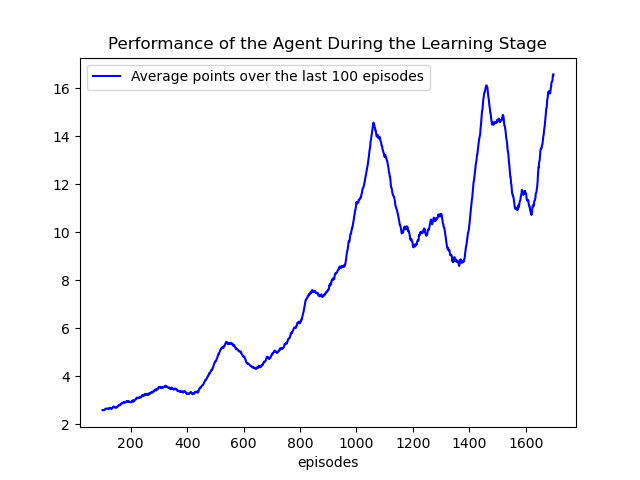 Performance of the Agent During the Learning Stage
Average points over the last 100 episodes
16
14
12
10
8
6
4
2
200 400 600 800 1000 1200 1400 1600
episodes